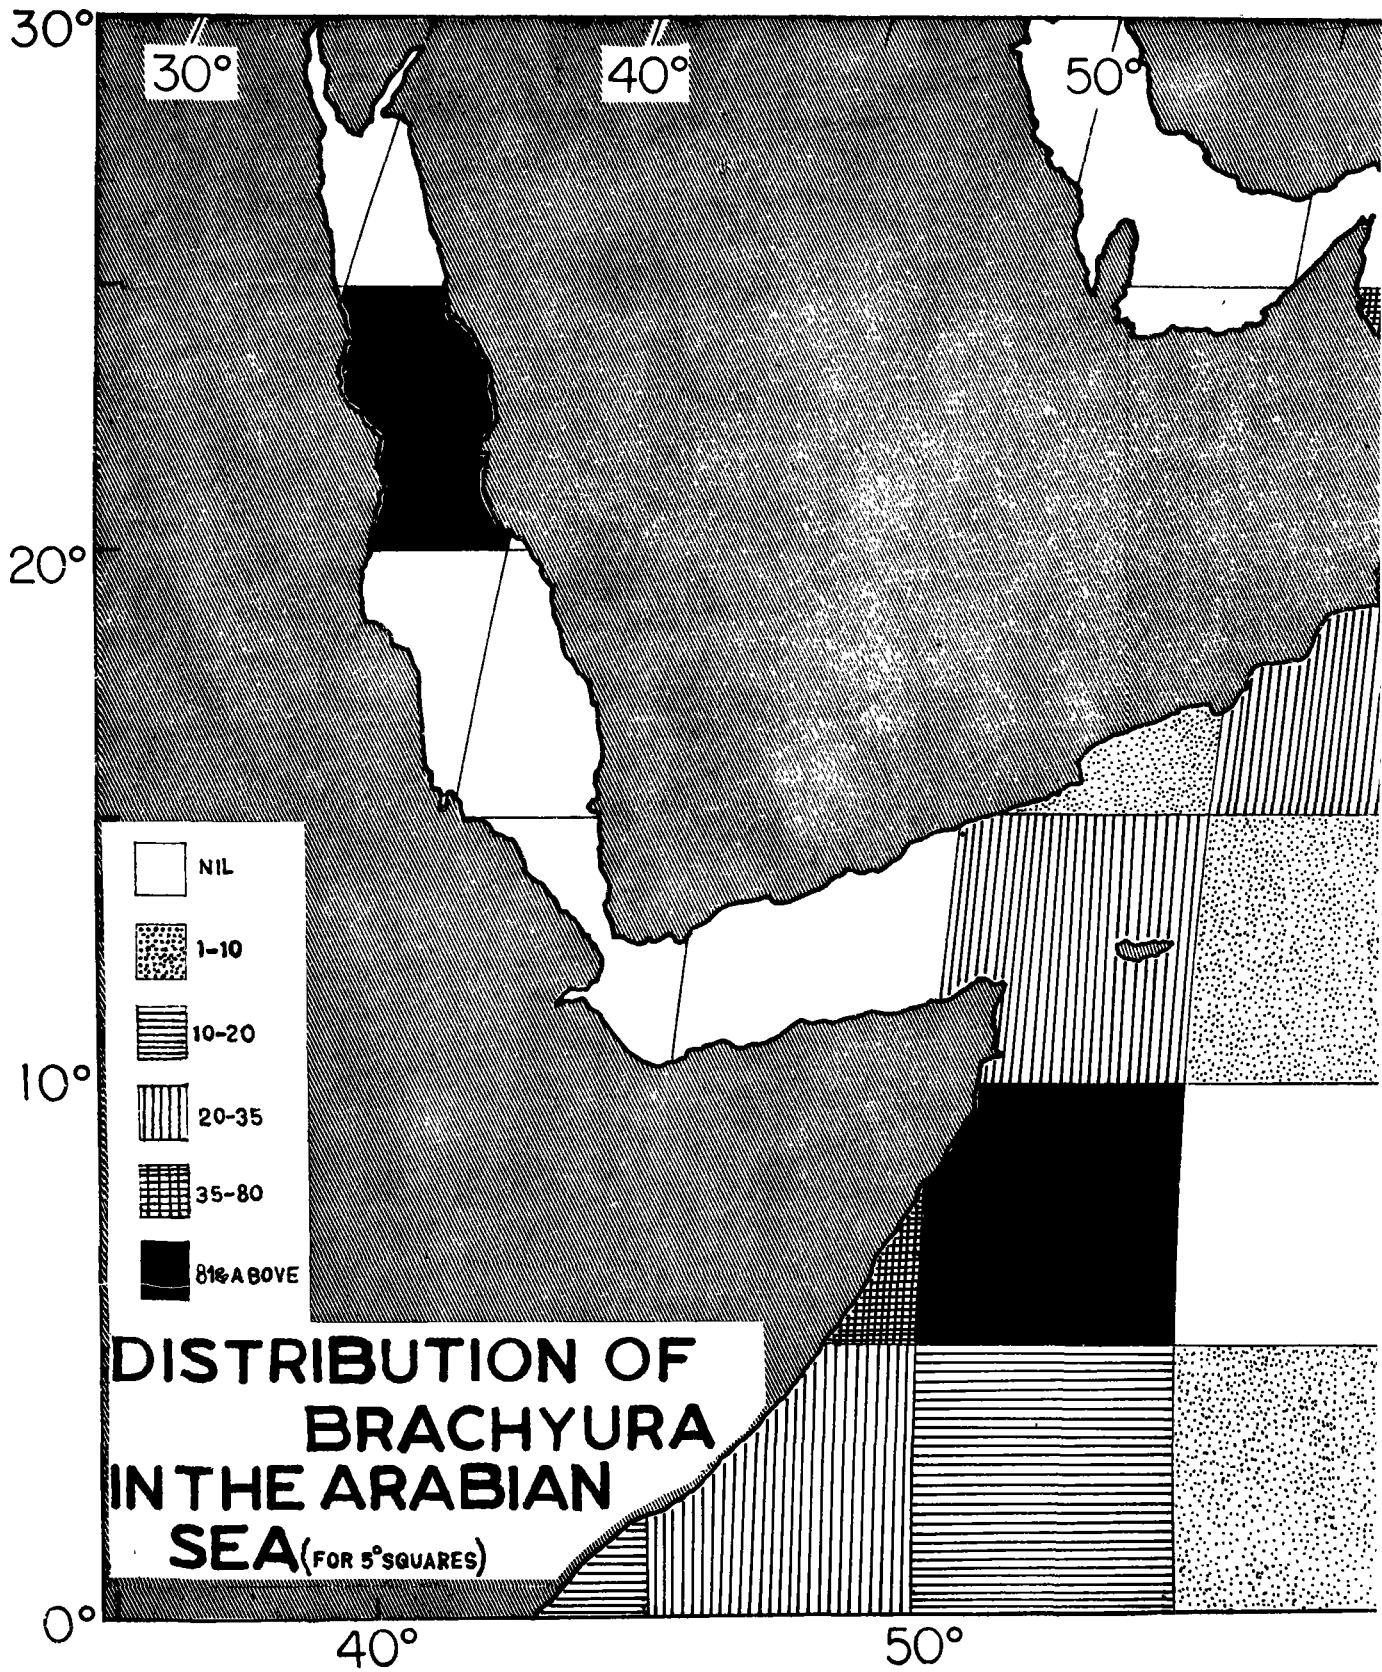 30°
30°
40°
50°
20°
10°
NIL
1-10
10-20
20-35
35-80
81&ABOVE
DISTRIBUTION OF
BRACHYURA
IN THE ARABIAN
SEA (FOR 5° SQUARES)
0°
40°
50°